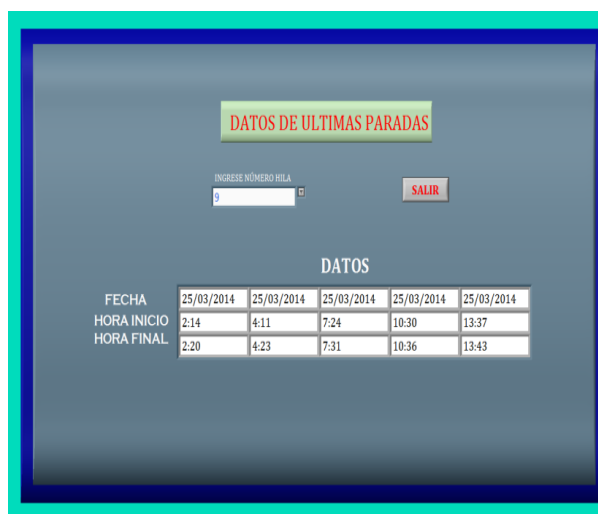 DATOS DE ULTIMAS PARADAS
INGRESE NÚMERO HILA
9
SALIR
DATOS
FECHA 25/03/2014 25/03/2014 25/03/2014 25/03/2014 25/03/2014
HORA INICIO 2:14 4:11 7:24 10:30 13:37
HORA FINAL 2:20 4:23 7:31 10:36 13:43